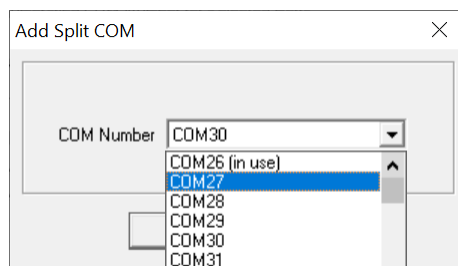 Add Split COM
COM Number COM30
COM26 (in use)
COM27
COM28
COM29
COM30
COM31